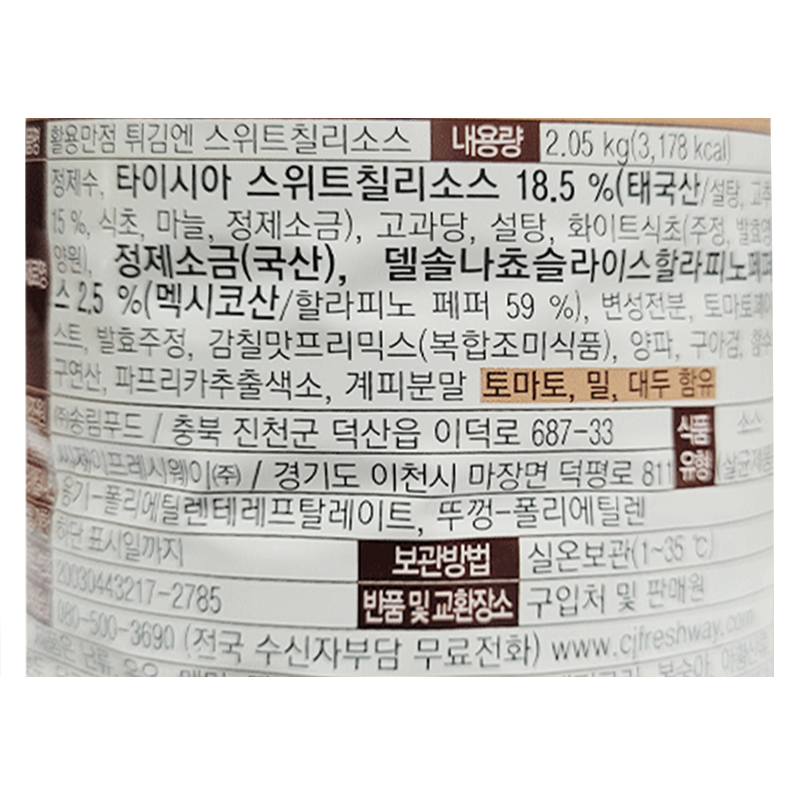 활용만점 튀김엔 스위트칠리소스 내용량 2.05 kg(3,178 kcal)
정제수, 타이시아 스위트칠리소스 18.5 %(태국산/설탕, 고추
15 %, 식초, 마늘, 정제소금), 고과당, 설탕, 화이트식초(주정, 발효영
양원), 정제소금(국산), 델솔나쵸슬라이스할라피노페퍼
스 2.5 %(멕시코산/할라피노 페퍼 59 %), 변성전분, 토마토페이
스트, 발효주정, 감칠맛프리믹스(복합조미식품), 양파, 구아검, 함수
구연산, 파프리카추출색소, 계피분말 토마토, 밀, 대두 함유
㈜송림푸드 / 충북 진천군 덕산읍 이덕로 687-33 식품유형 소스
씨제이프레시웨이㈜ / 경기도 이천시 마장면 덕평로 811 (살균제품
용기-폴리에틸렌테레프탈레이트, 뚜껑-폴리에틸렌
하단 표시일까지 보관방법 실온보관(1~35 ℃)
20030443217-2785 반품 및 교환장소 구입처 및 판매원
080-500-3690 (전국 수신자부담 무료전화) www.cjfreshway.com
난류, 복숭아,